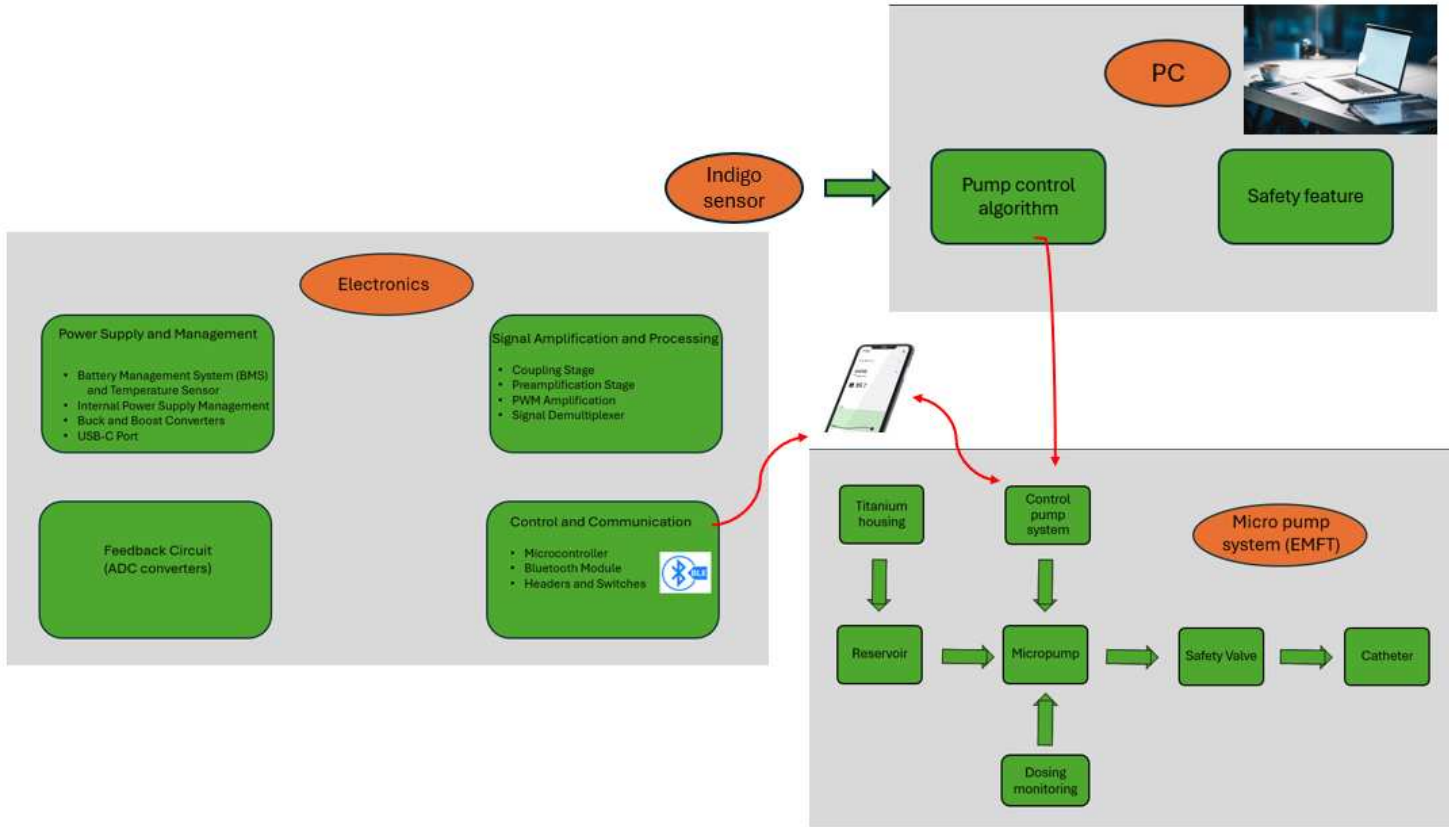 PC
Indigo
sensor
Pump control
algorithm
Safety feature
Electronics
Power Supply and Management
• Battery Management System (BMS)
and Temperature Sensor
• Internal Power Supply Management
• Buck and Boost Converters
• USB-C Port
Signal Amplification and Processing
• Coupling Stage
• Preamplification Stage
• PWM Amplification
• Signal Demultiplexer
Feedback Circuit
(ADC converters)
Control and Communication
• Microcontroller
• Bluetooth Module
• Headers and Switches
BLE
Titanium
housing
Control
pump
system
Micro pump
system (EMFT)
Reservoir
Micropump
Safety Valve
Catheter
Dosing
monitoring